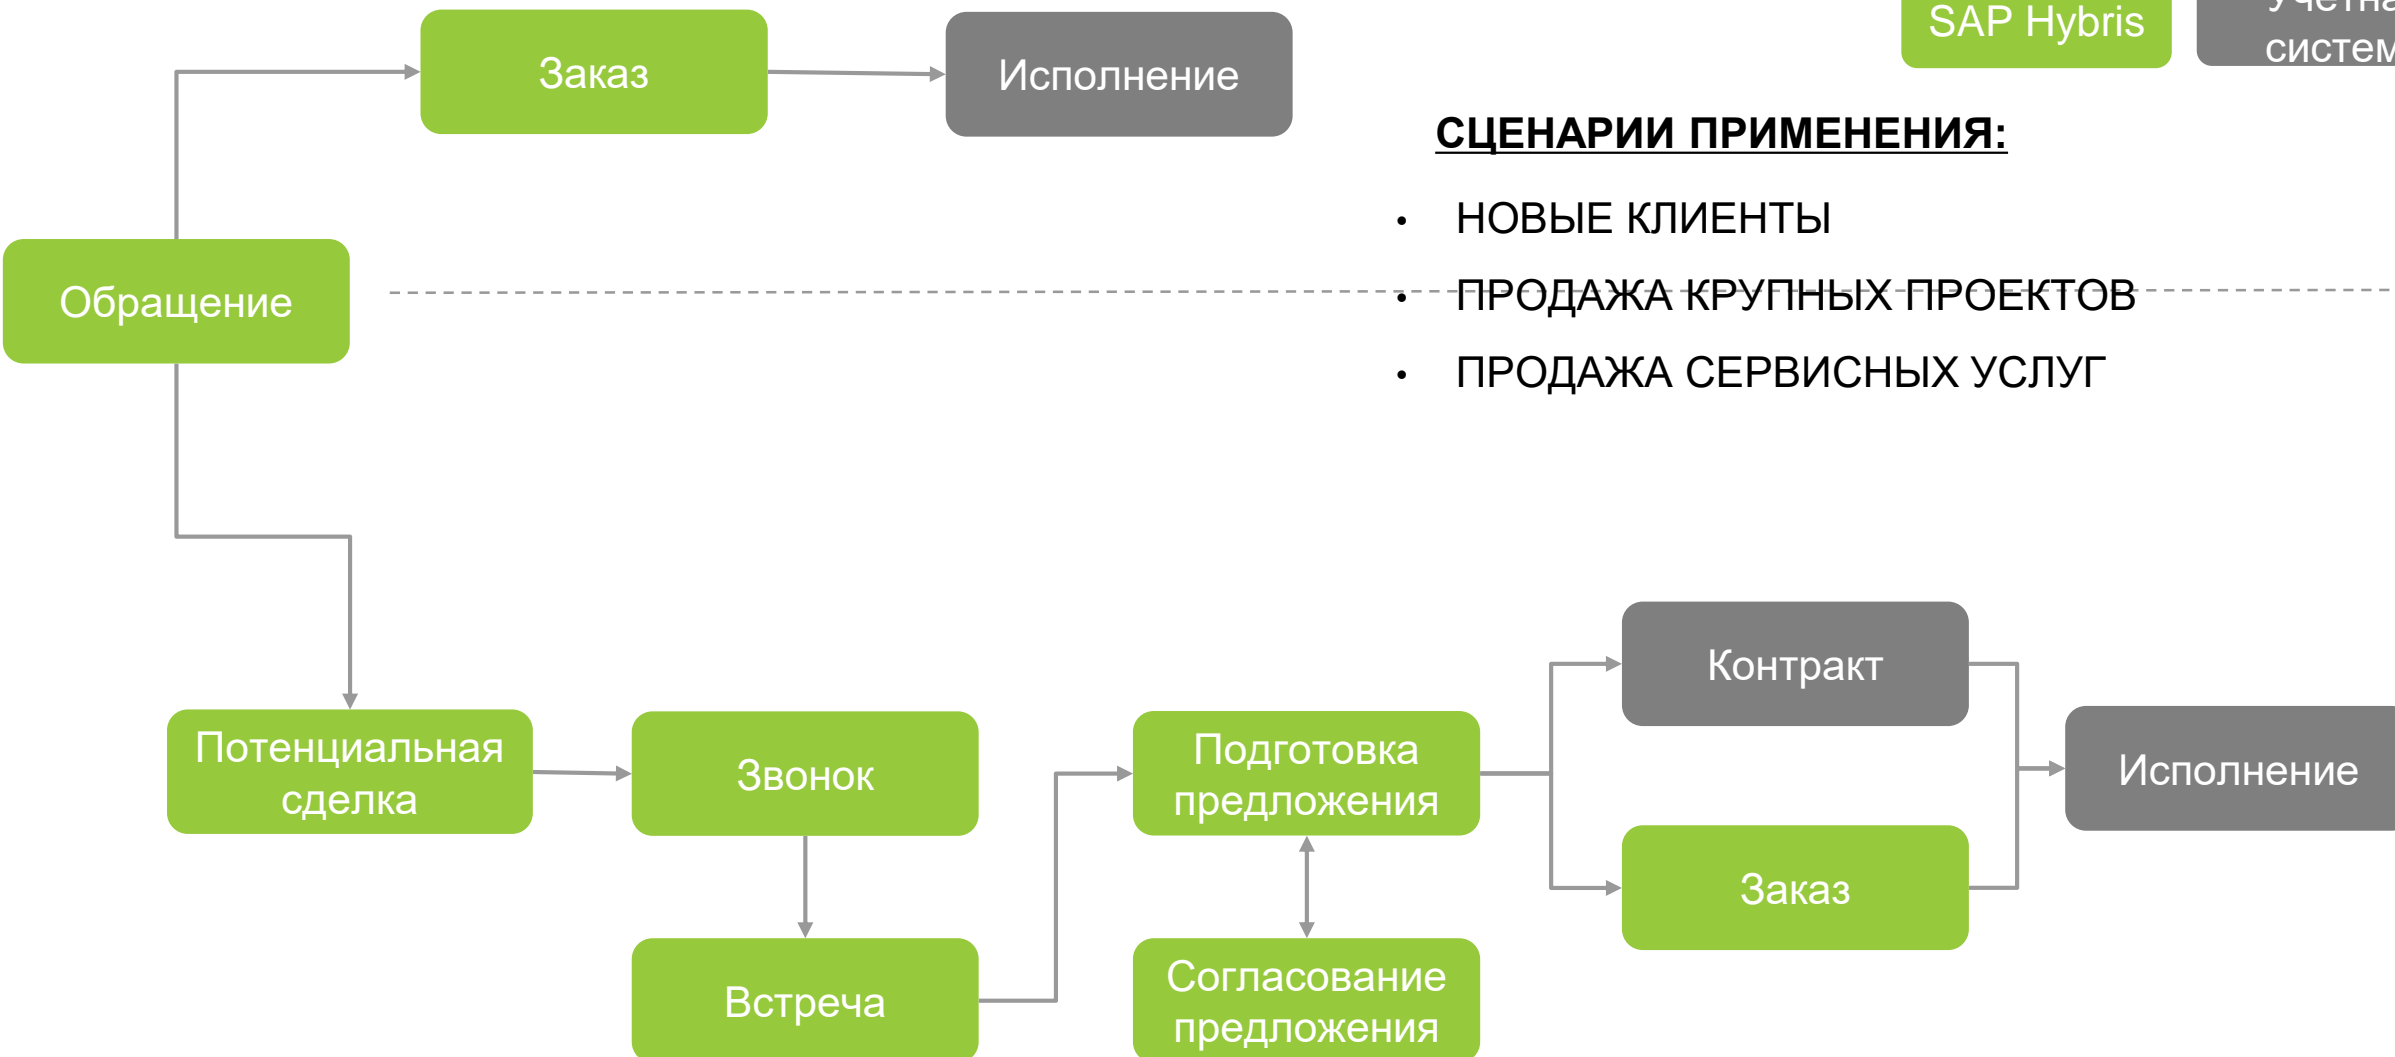 SAP Hybris
Заказ
Исполнение
СЦЕНАРИИ ПРИМЕНЕНИЯ:
• НОВЫЕ КЛИЕНТЫ
• ПРОДАЖА КРУПНЫХ ПРОЕКТОВ
• ПРОДАЖА СЕРВИСНЫХ УСЛУГ
Обращение
Потенциальная
сделка
Звонок
Встреча
Подготовка
предложения
Согласование
предложения
Контракт
Заказ
Исполнение